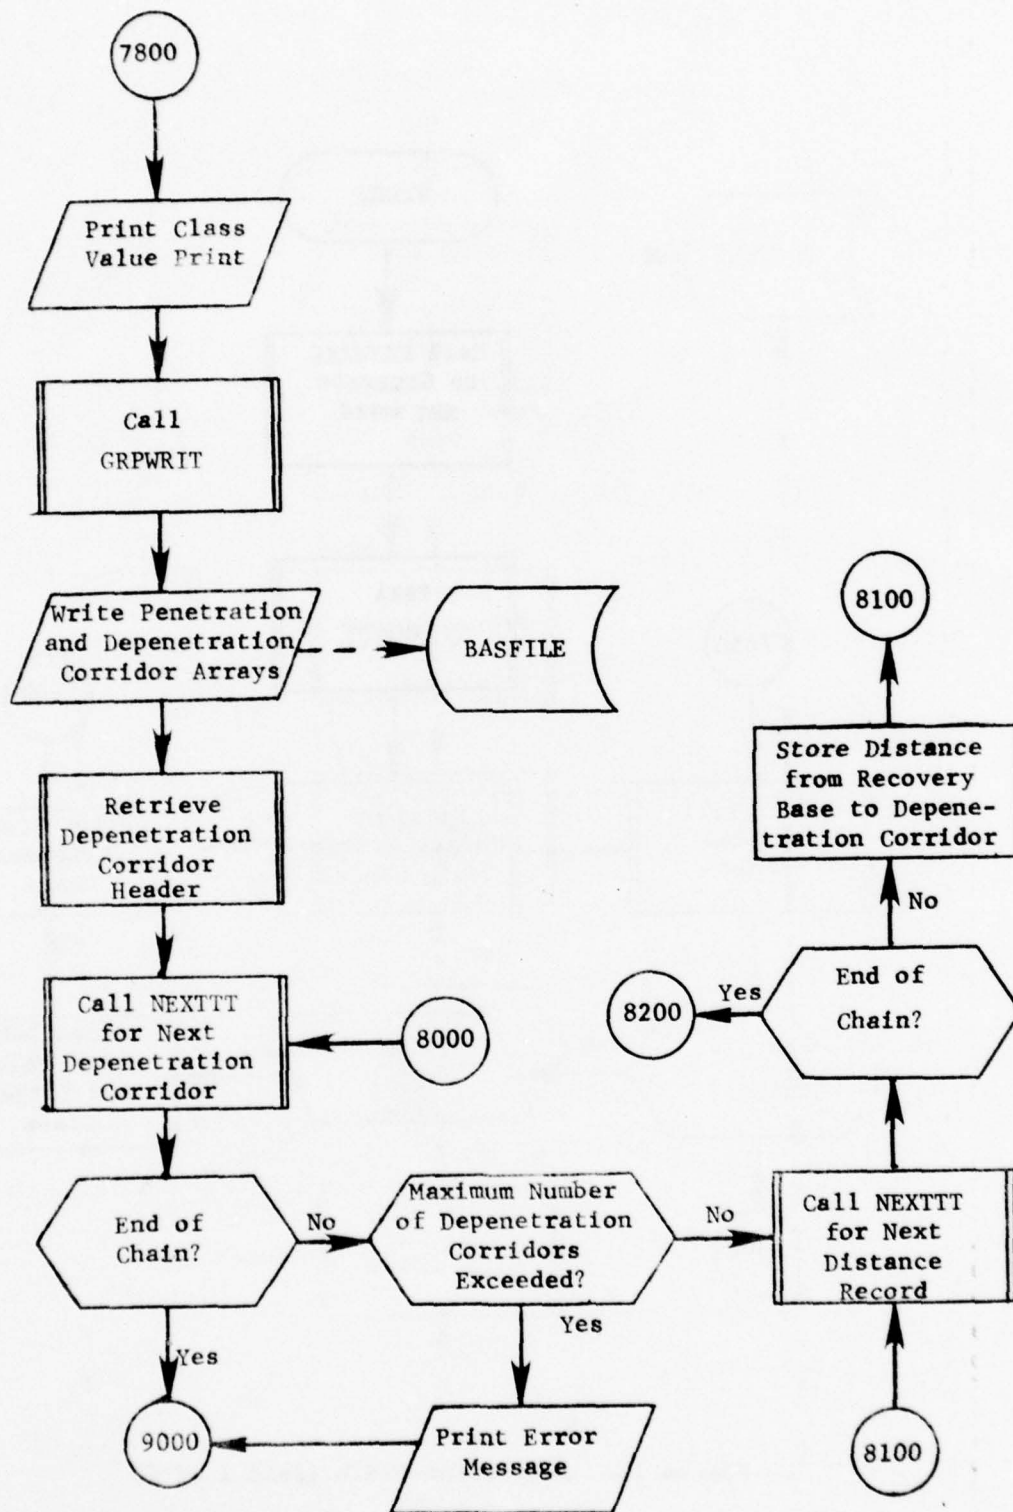 7800
Print Class
Value Print
Call
GRPWRIT
Write Penetration
and Depenetration
Corridor Arrays
BASFILE
Retrieve
Depenetration
Corridor
Header
Call NEXTTT
for Next
Depenetration
Corridor
8000
End of
Chain?
No
Yes
Maximum Number
of Depenetration
Corridors
Exceeded?
No
Yes
9000
Print Error
Message
8100
Store Distance
from Recovery
Base to Depene-
tration Corridor
No
End of
Chain?
Yes
8200
Call NEXTTT
for Next
Distance
Record
8100